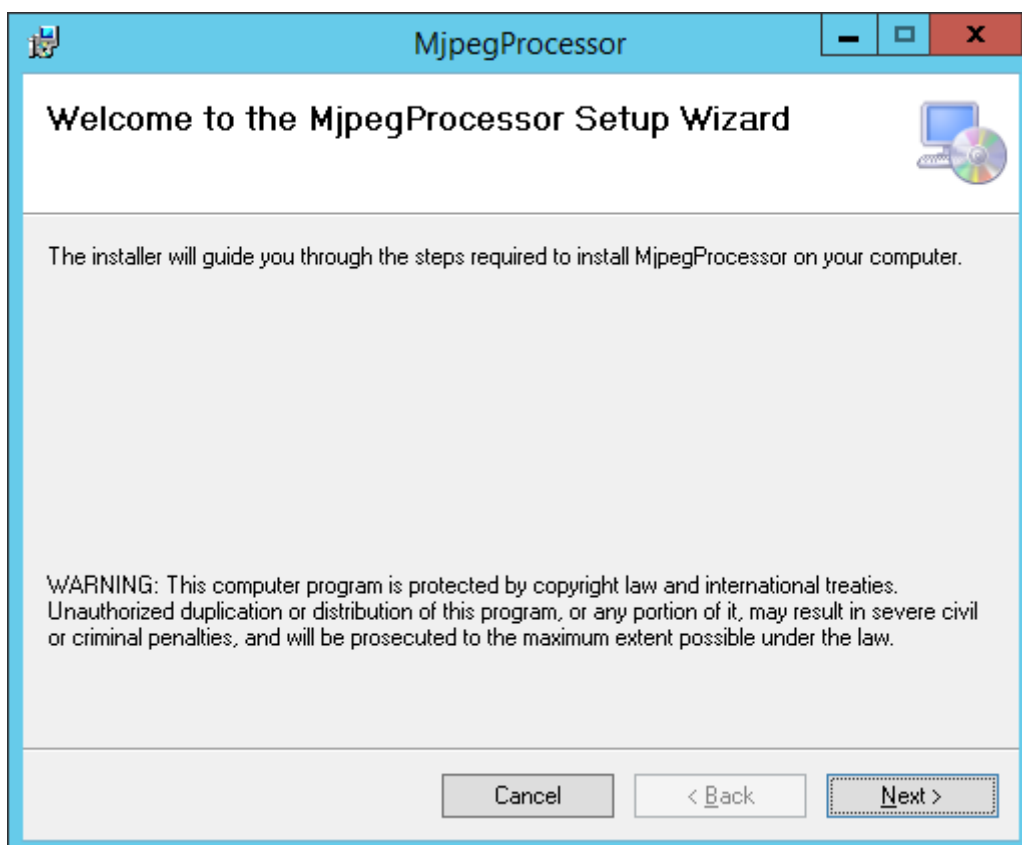 MjpegProcessor
Welcome to the MjpegProcessor Setup Wizard
The installer will guide you through the steps required to install MjpegProcessor on your computer.
WARNING: This computer program is protected by copyright law and international treaties.
Unauthorized duplication or distribution of this program, or any portion of it, may result in severe civil
or criminal penalties, and will be prosecuted to the maximum extent possible under the law.
Cancel < Back Next >